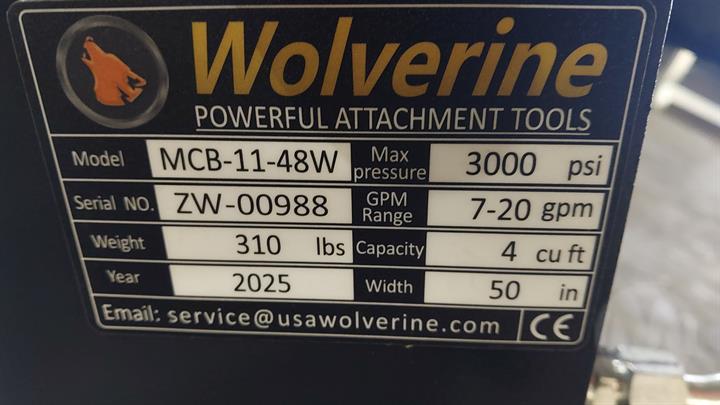 Wolverine
POWERFUL ATTACHMENT TOOLS
Model MCB-11-48W Max pressure 3000 psi
Serial NO. ZW-00988 GPM Range 7-20 gpm
Weight 310 lbs Capacity 4 cu ft
Year 2025 Width 50 in
Email: service@usawolverine.com CE